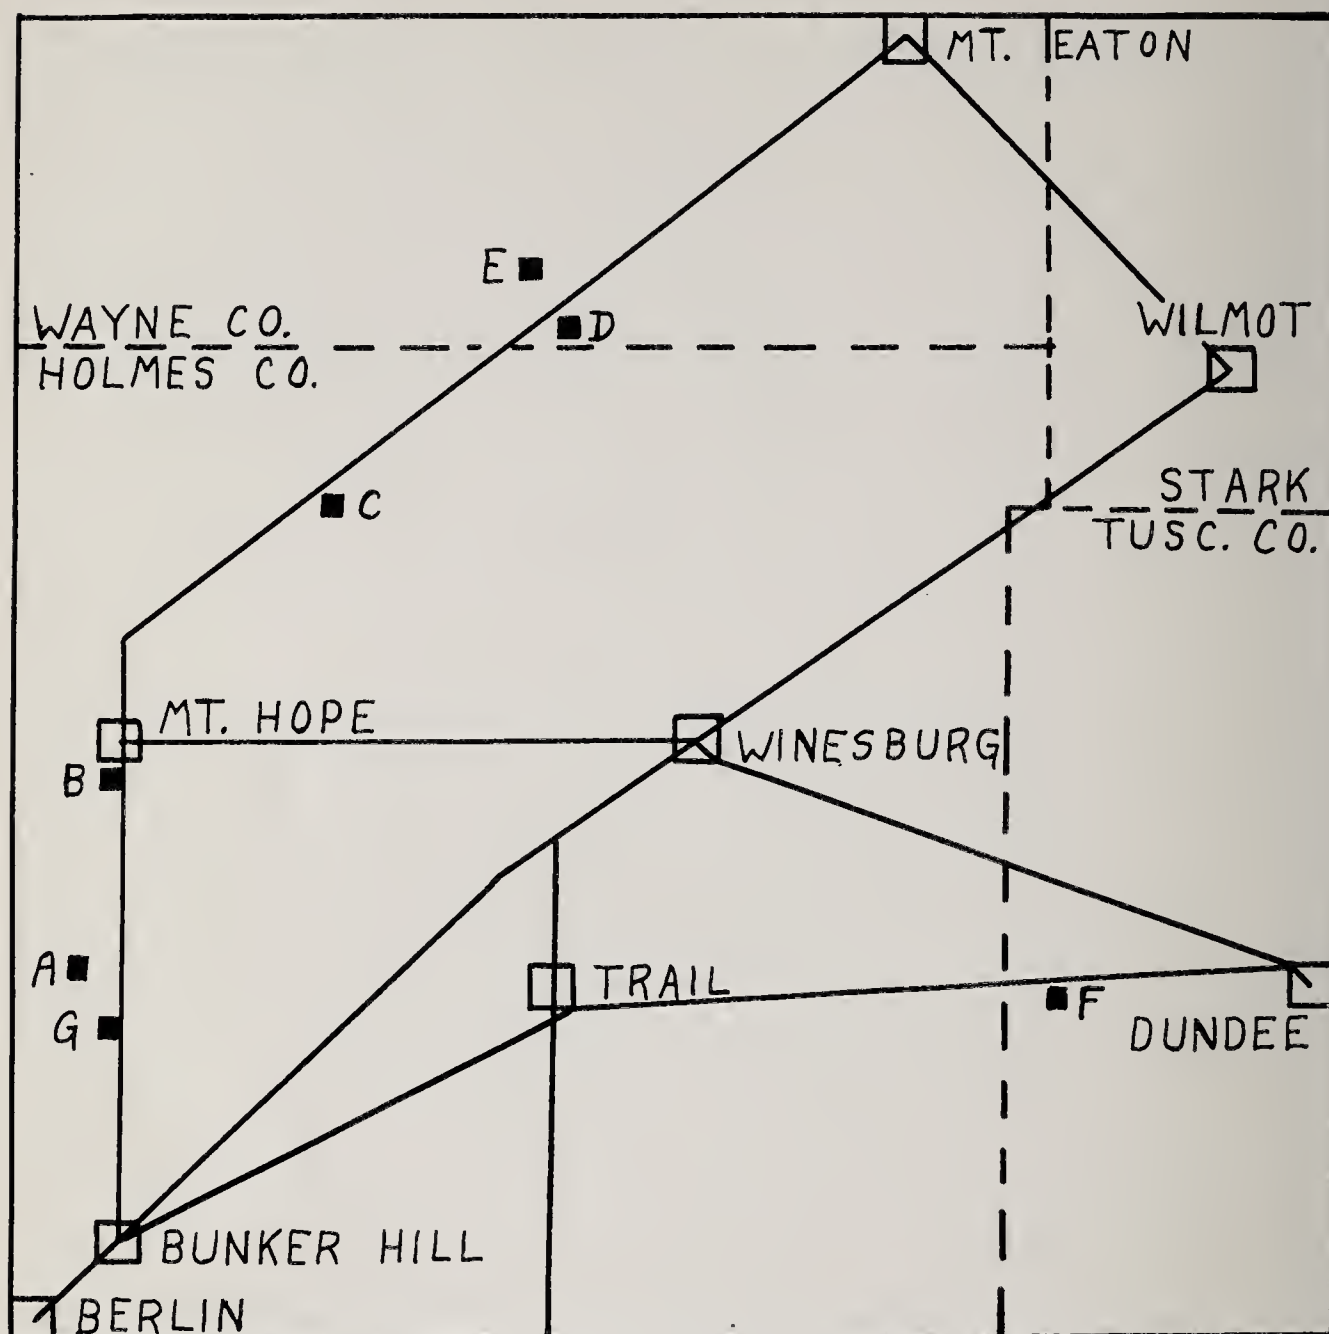 MT. EATON
E
D
WAYNE CO.
HOLMES CO.
WILMOT
C
STARK
TUSC. CO.
MT. HOPE
WINESBURG
B
A
TRAIL
G
F
DUNDEE
BUNKER HILL
BERLIN